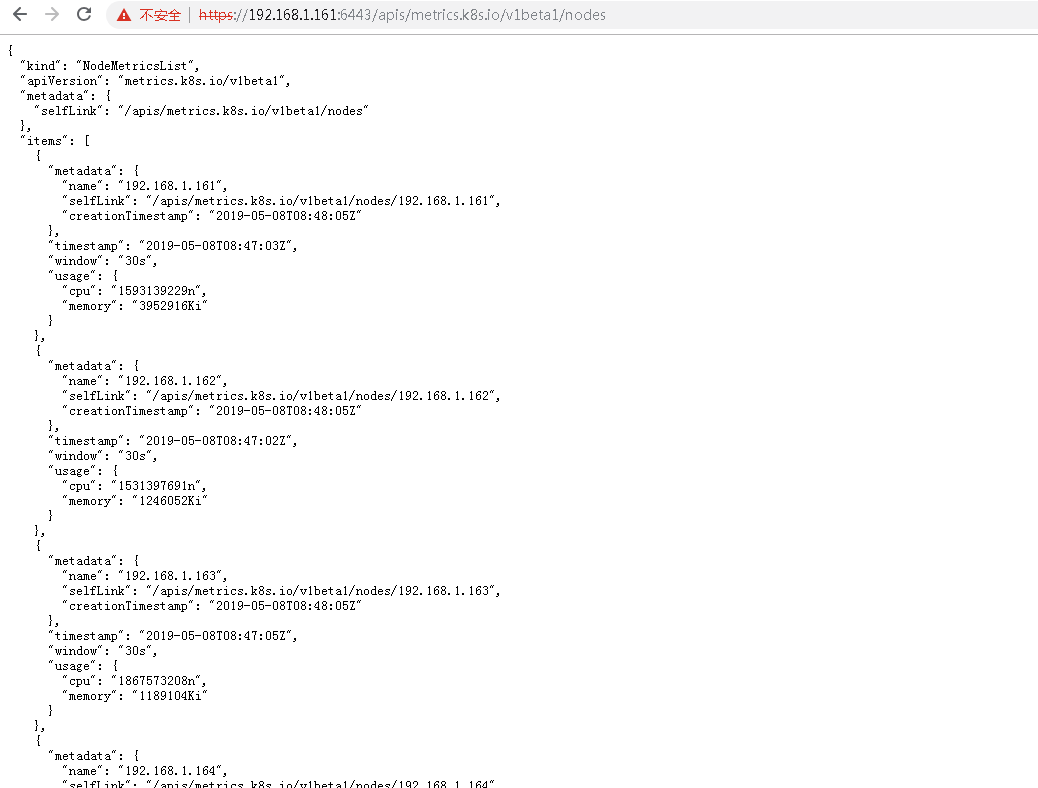 不安全 | https://192.168.1.161:6443/apis/metrics.k8s.io/v1beta1/nodes
{
  "kind": "NodeMetricsList",
  "apiVersion": "metrics.k8s.io/v1beta1",
  "metadata": {
    "selfLink": "/apis/metrics.k8s.io/v1beta1/nodes"
  },
  "items": [
    {
      "metadata": {
        "name": "192.168.1.161",
        "selfLink": "/apis/metrics.k8s.io/v1beta1/nodes/192.168.1.161",
        "creationTimestamp": "2019-05-08T08:48:05Z"
      },
      "timestamp": "2019-05-08T08:47:03Z",
      "window": "30s",
      "usage": {
        "cpu": "1593139229n",
        "memory": "3952916Ki"
      }
    },
    {
      "metadata": {
        "name": "192.168.1.162",
        "selfLink": "/apis/metrics.k8s.io/v1beta1/nodes/192.168.1.162",
        "creationTimestamp": "2019-05-08T08:48:05Z"
      },
      "timestamp": "2019-05-08T08:47:02Z",
      "window": "30s",
      "usage": {
        "cpu": "1531397691n",
        "memory": "1246052Ki"
      }
    },
    {
      "metadata": {
        "name": "192.168.1.163",
        "selfLink": "/apis/metrics.k8s.io/v1beta1/nodes/192.168.1.163",
        "creationTimestamp": "2019-05-08T08:48:05Z"
      },
      "timestamp": "2019-05-08T08:47:05Z",
      "window": "30s",
      "usage": {
        "cpu": "1867573208n",
        "memory": "1189104Ki"
      }
    },
    {
      "metadata": {
        "name": "192.168.1.164",
        "selfLink": "/apis/metrics.k8s.io/v1beta1/nodes/192.168.1.164"